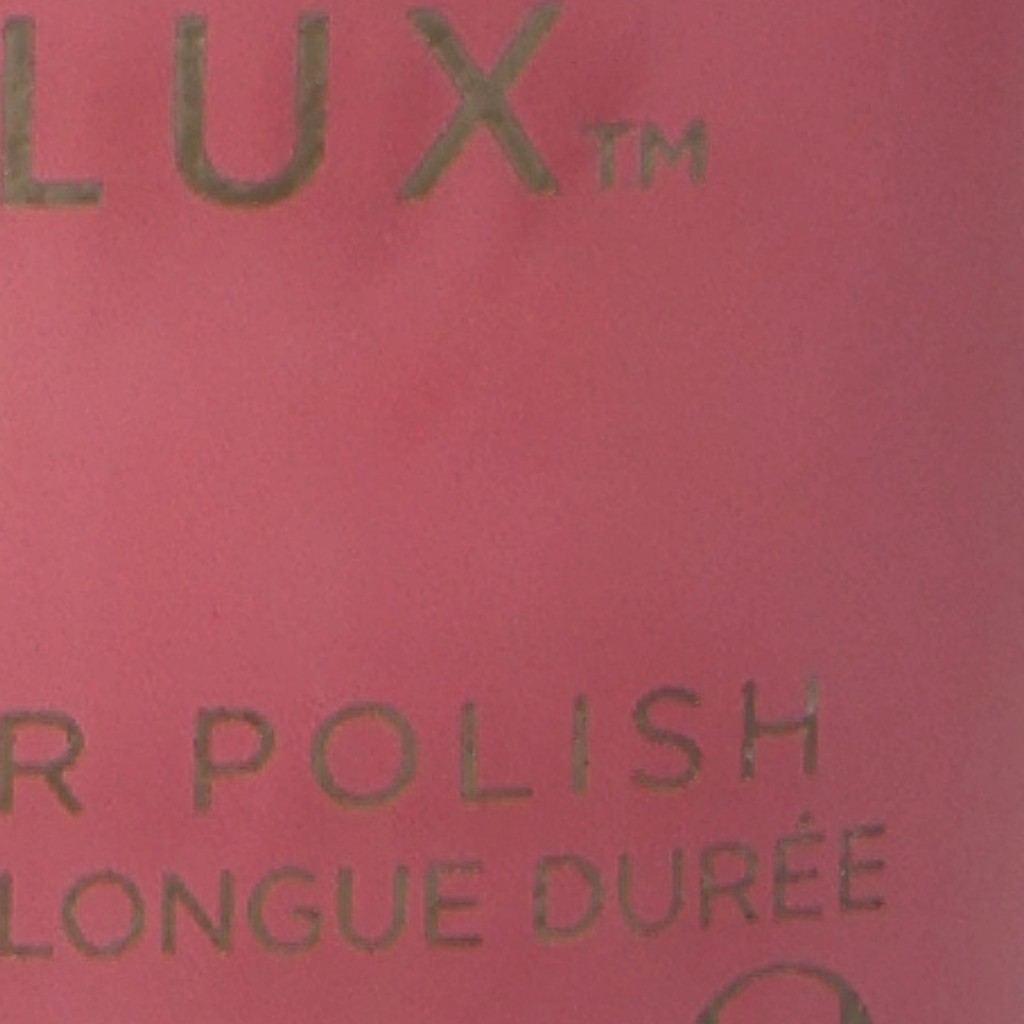 LUX™
R POLISH
LONGUE DURÉE